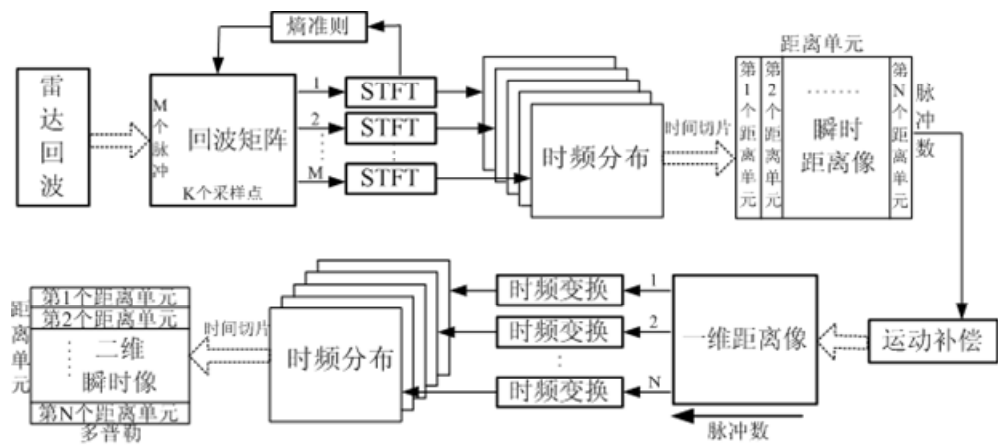 熵准则
雷达回波
M个脉冲
回波矩阵
K个采样点
1
STFT
2
STFT
⋮
M
STFT
时频分布
时间切片
距离单元
第1个距离单元
第2个距离单元
·······
瞬时
距离像
第N个距离单元
脉冲数
运动补偿
一维距离像
脉冲数
1
时频变换
2
时频变换
⋮
N
时频变换
时频分布
时间切片
距离单元
第1个距离单元
第2个距离单元
二维
瞬时像
第N个距离单元
多普勒